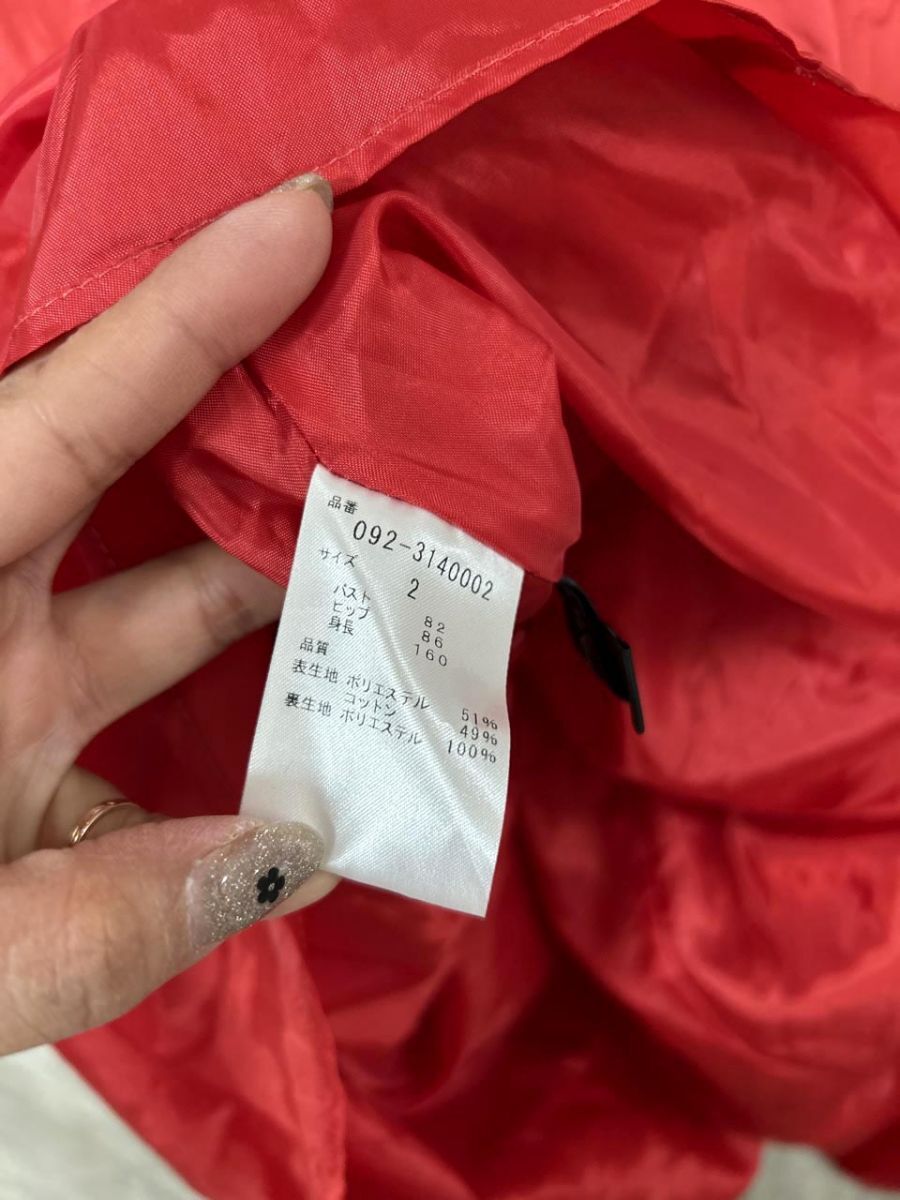 品番
092-3140002
サイズ
2
バスト 82
ヒップ 86
身長 160
品質
表生地 ポリエステル 51%
コットン 49%
裏生地 ポリエステル 100%